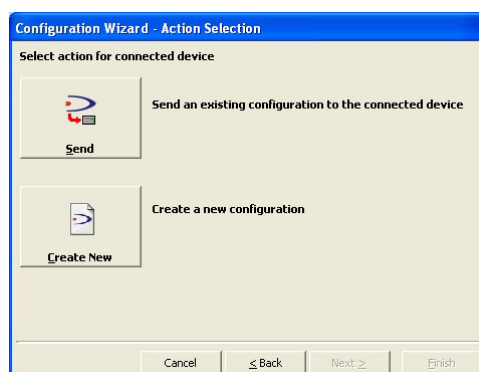 Configuration Wizard - Action Selection
Select action for connected device
Send an existing configuration to the connected device
Send
Create a new configuration
Create New
Cancel
< Back
Next >
Finish